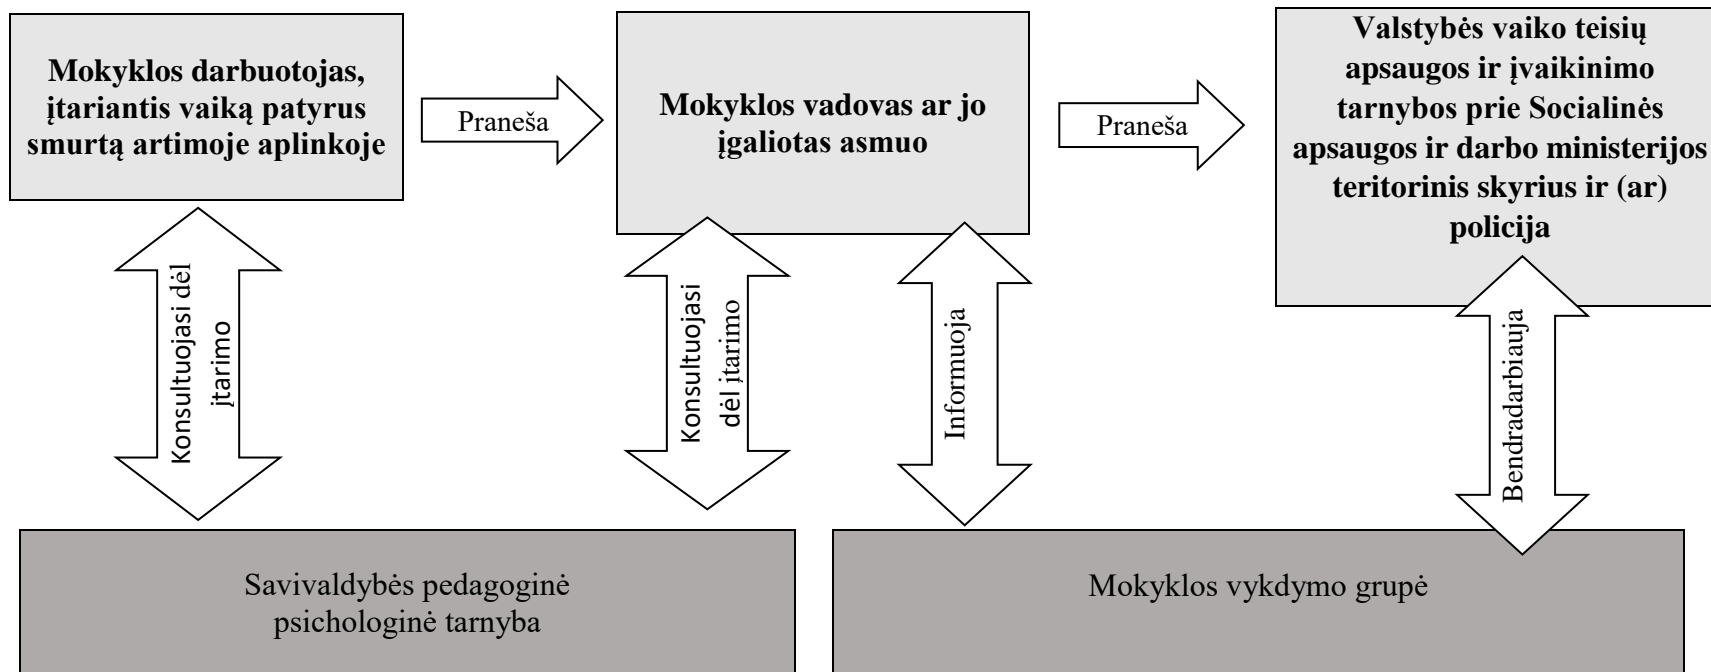 Mokyklos darbuotojas,
įtariantis vaiką patyrus
smurtą artimoje aplinkoje
Praneša
Mokyklos vadovas ar jo
įgaliotas asmuo
Praneša
Valstybės vaiko teisių
apsaugos ir įvaikinimo
tarnybos prie Socialinės
apsaugos ir darbo ministerijos
teritorinis skyrius ir (ar)
policija
Konsultuojasi dėl
įtarimo
Konsultuojasi
dėl įtarimo
Informuoja
Bendradarbiauja
Savivaldybės pedagoginė
psichologinė tarnyba
Mokyklos vykdymo grupė